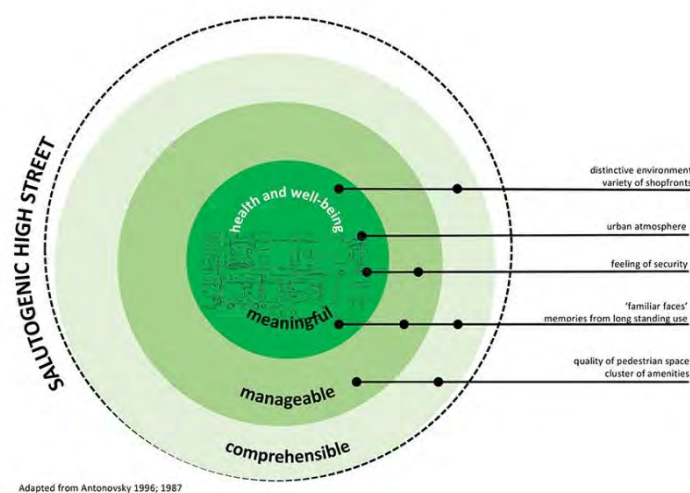 SALUTOGENIC HIGH STREET
health and well-being
meaningful
manageable
comprehensible
distinctive environment
variety of shopfronts
urban atmosphere
feeling of security
‘familiar faces’
memories from long standing use
quality of pedestrian space
cluster of amenities
Adapted from Antonovsky 1996; 1987